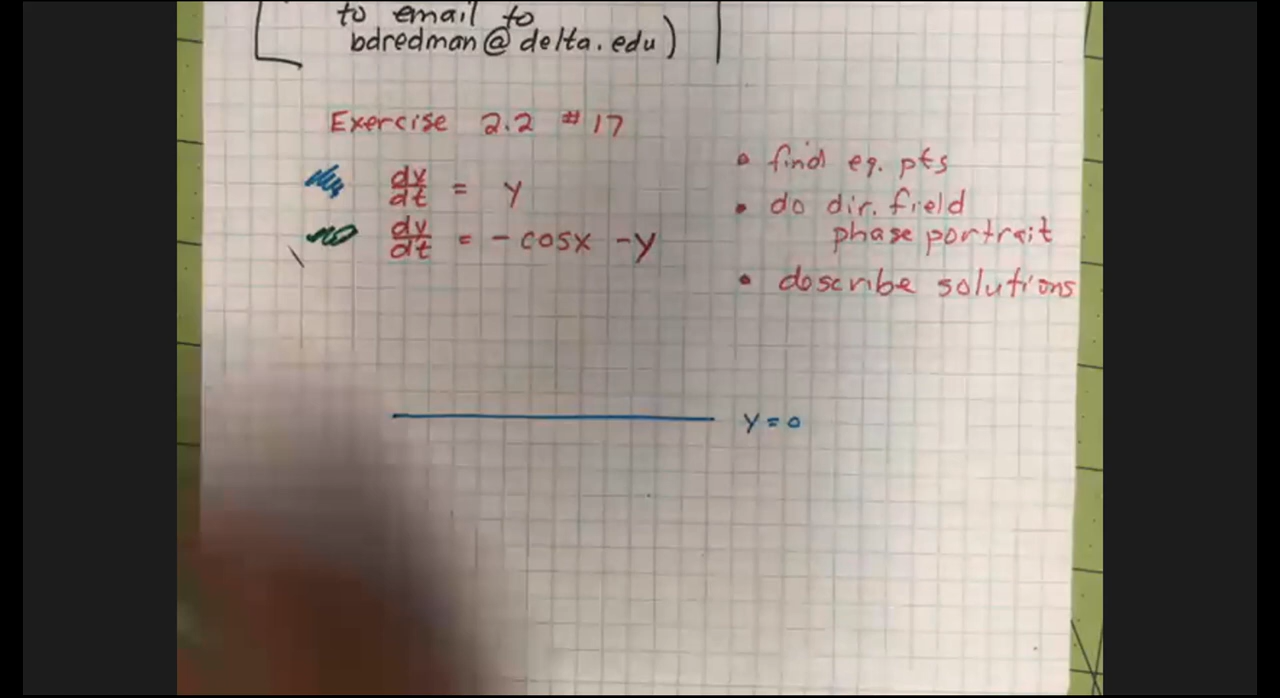 to email to
bdredman@delta.edu)
Exercise 2.2 #17
dx/dt = y
dy/dt = -cosx -y
• find eq. pts
• do dir. field
phase portrait
• describe solutions
y=0